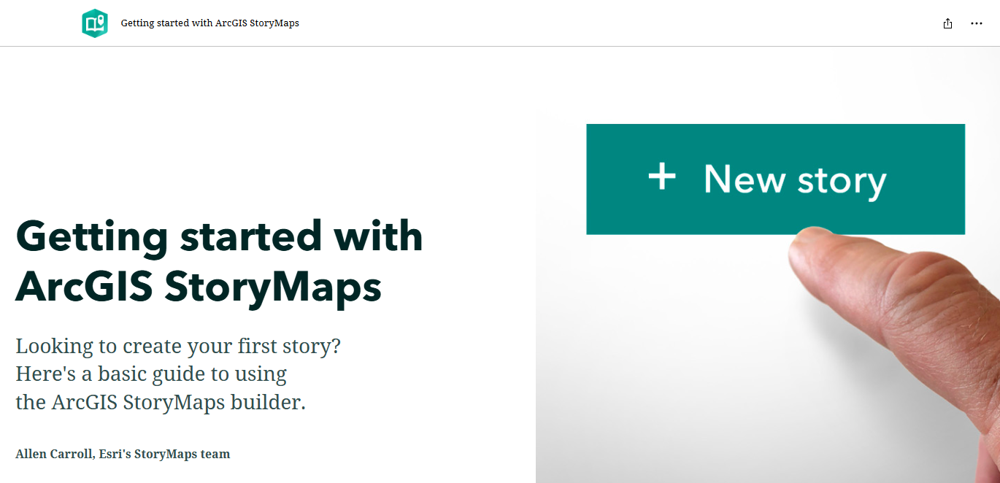 Getting started with ArcGIS StoryMaps
+ New story
Getting started with
ArcGIS StoryMaps
Looking to create your first story?
Here's a basic guide to using
the ArcGIS StoryMaps builder.
Allen Carroll, Esri's StoryMaps team